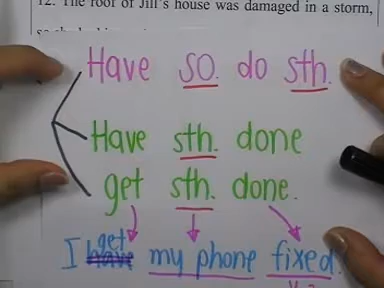 12. The roof of Jill's house was damaged in a storm,
Have so. do sth.
Have sth. done
get sth. done.
get
I have my phone fixed.